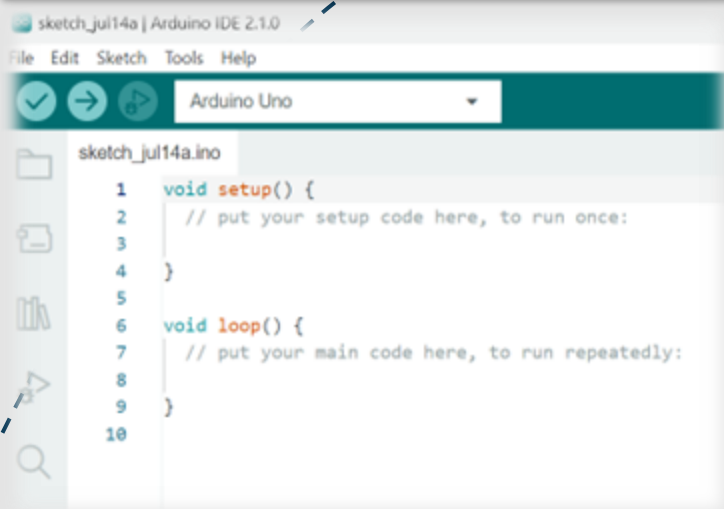 sketch_jul14a | Arduino IDE 2.1.0
File Edit Sketch Tools Help
Arduino Uno
sketch_jul14a.ino
1 void setup() {
2 // put your setup code here, to run once:
3
4 }
5
6 void loop() {
7 // put your main code here, to run repeatedly:
8
9 }
10